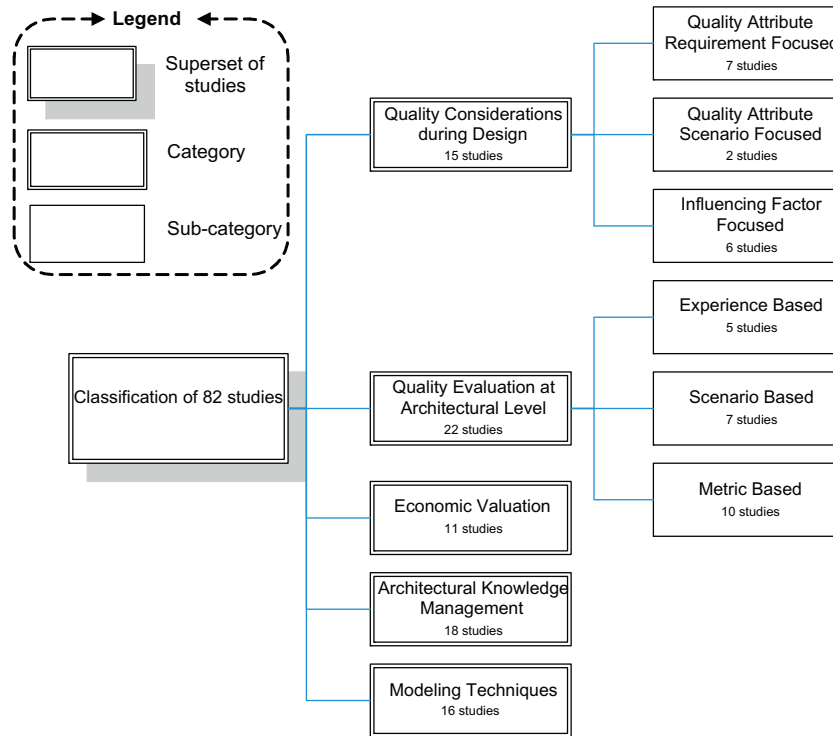 Legend
Superset of
studies
Category
Sub-category
Classification of 82 studies
Quality Considerations
during Design
15 studies
Quality Attribute
Requirement Focused
7 studies
Quality Attribute
Scenario Focused
2 studies
Influencing Factor
Focused
6 studies
Quality Evaluation at
Architectural Level
22 studies
Experience Based
5 studies
Scenario Based
7 studies
Metric Based
10 studies
Economic Valuation
11 studies
Architectural Knowledge
Management
18 studies
Modeling Techniques
16 studies